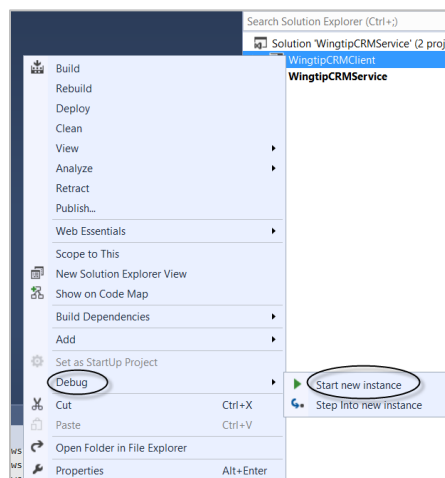 Search Solution Explorer (Ctrl+;)
Solution 'WingtipCRMService' (2 proj
WingtipCRMClient
WingtipCRMService
Build
Rebuild
Deploy
Clean
View
Analyze
Retract
Publish...
Web Essentials
Scope to This
New Solution Explorer View
Show on Code Map
Build Dependencies
Add
Set as StartUp Project
Debug
Start new instance
Cut Ctrl+X
Step Into new instance
Paste Ctrl+V
Open Folder in File Explorer
ws
Properties Alt+Enter
ws